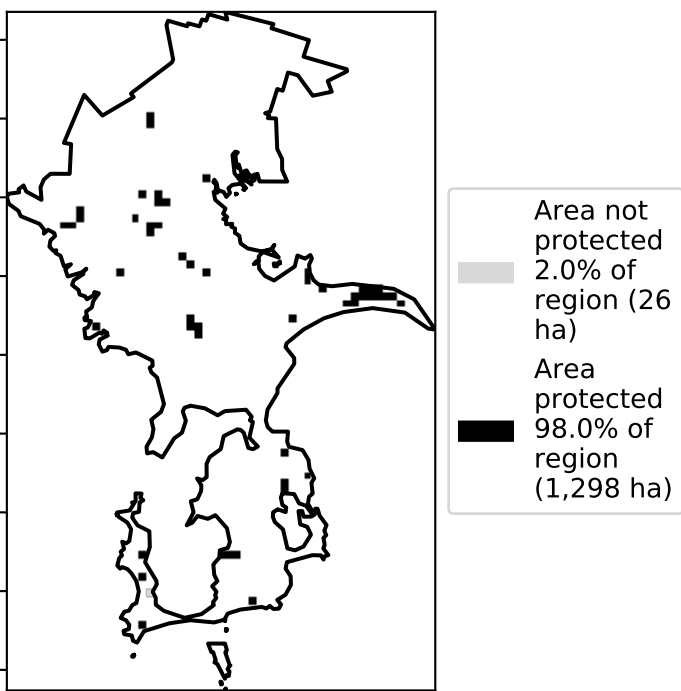 Area not
protected
2.0% of
region (26
ha)
Area
protected
98.0% of
region
(1,298 ha)